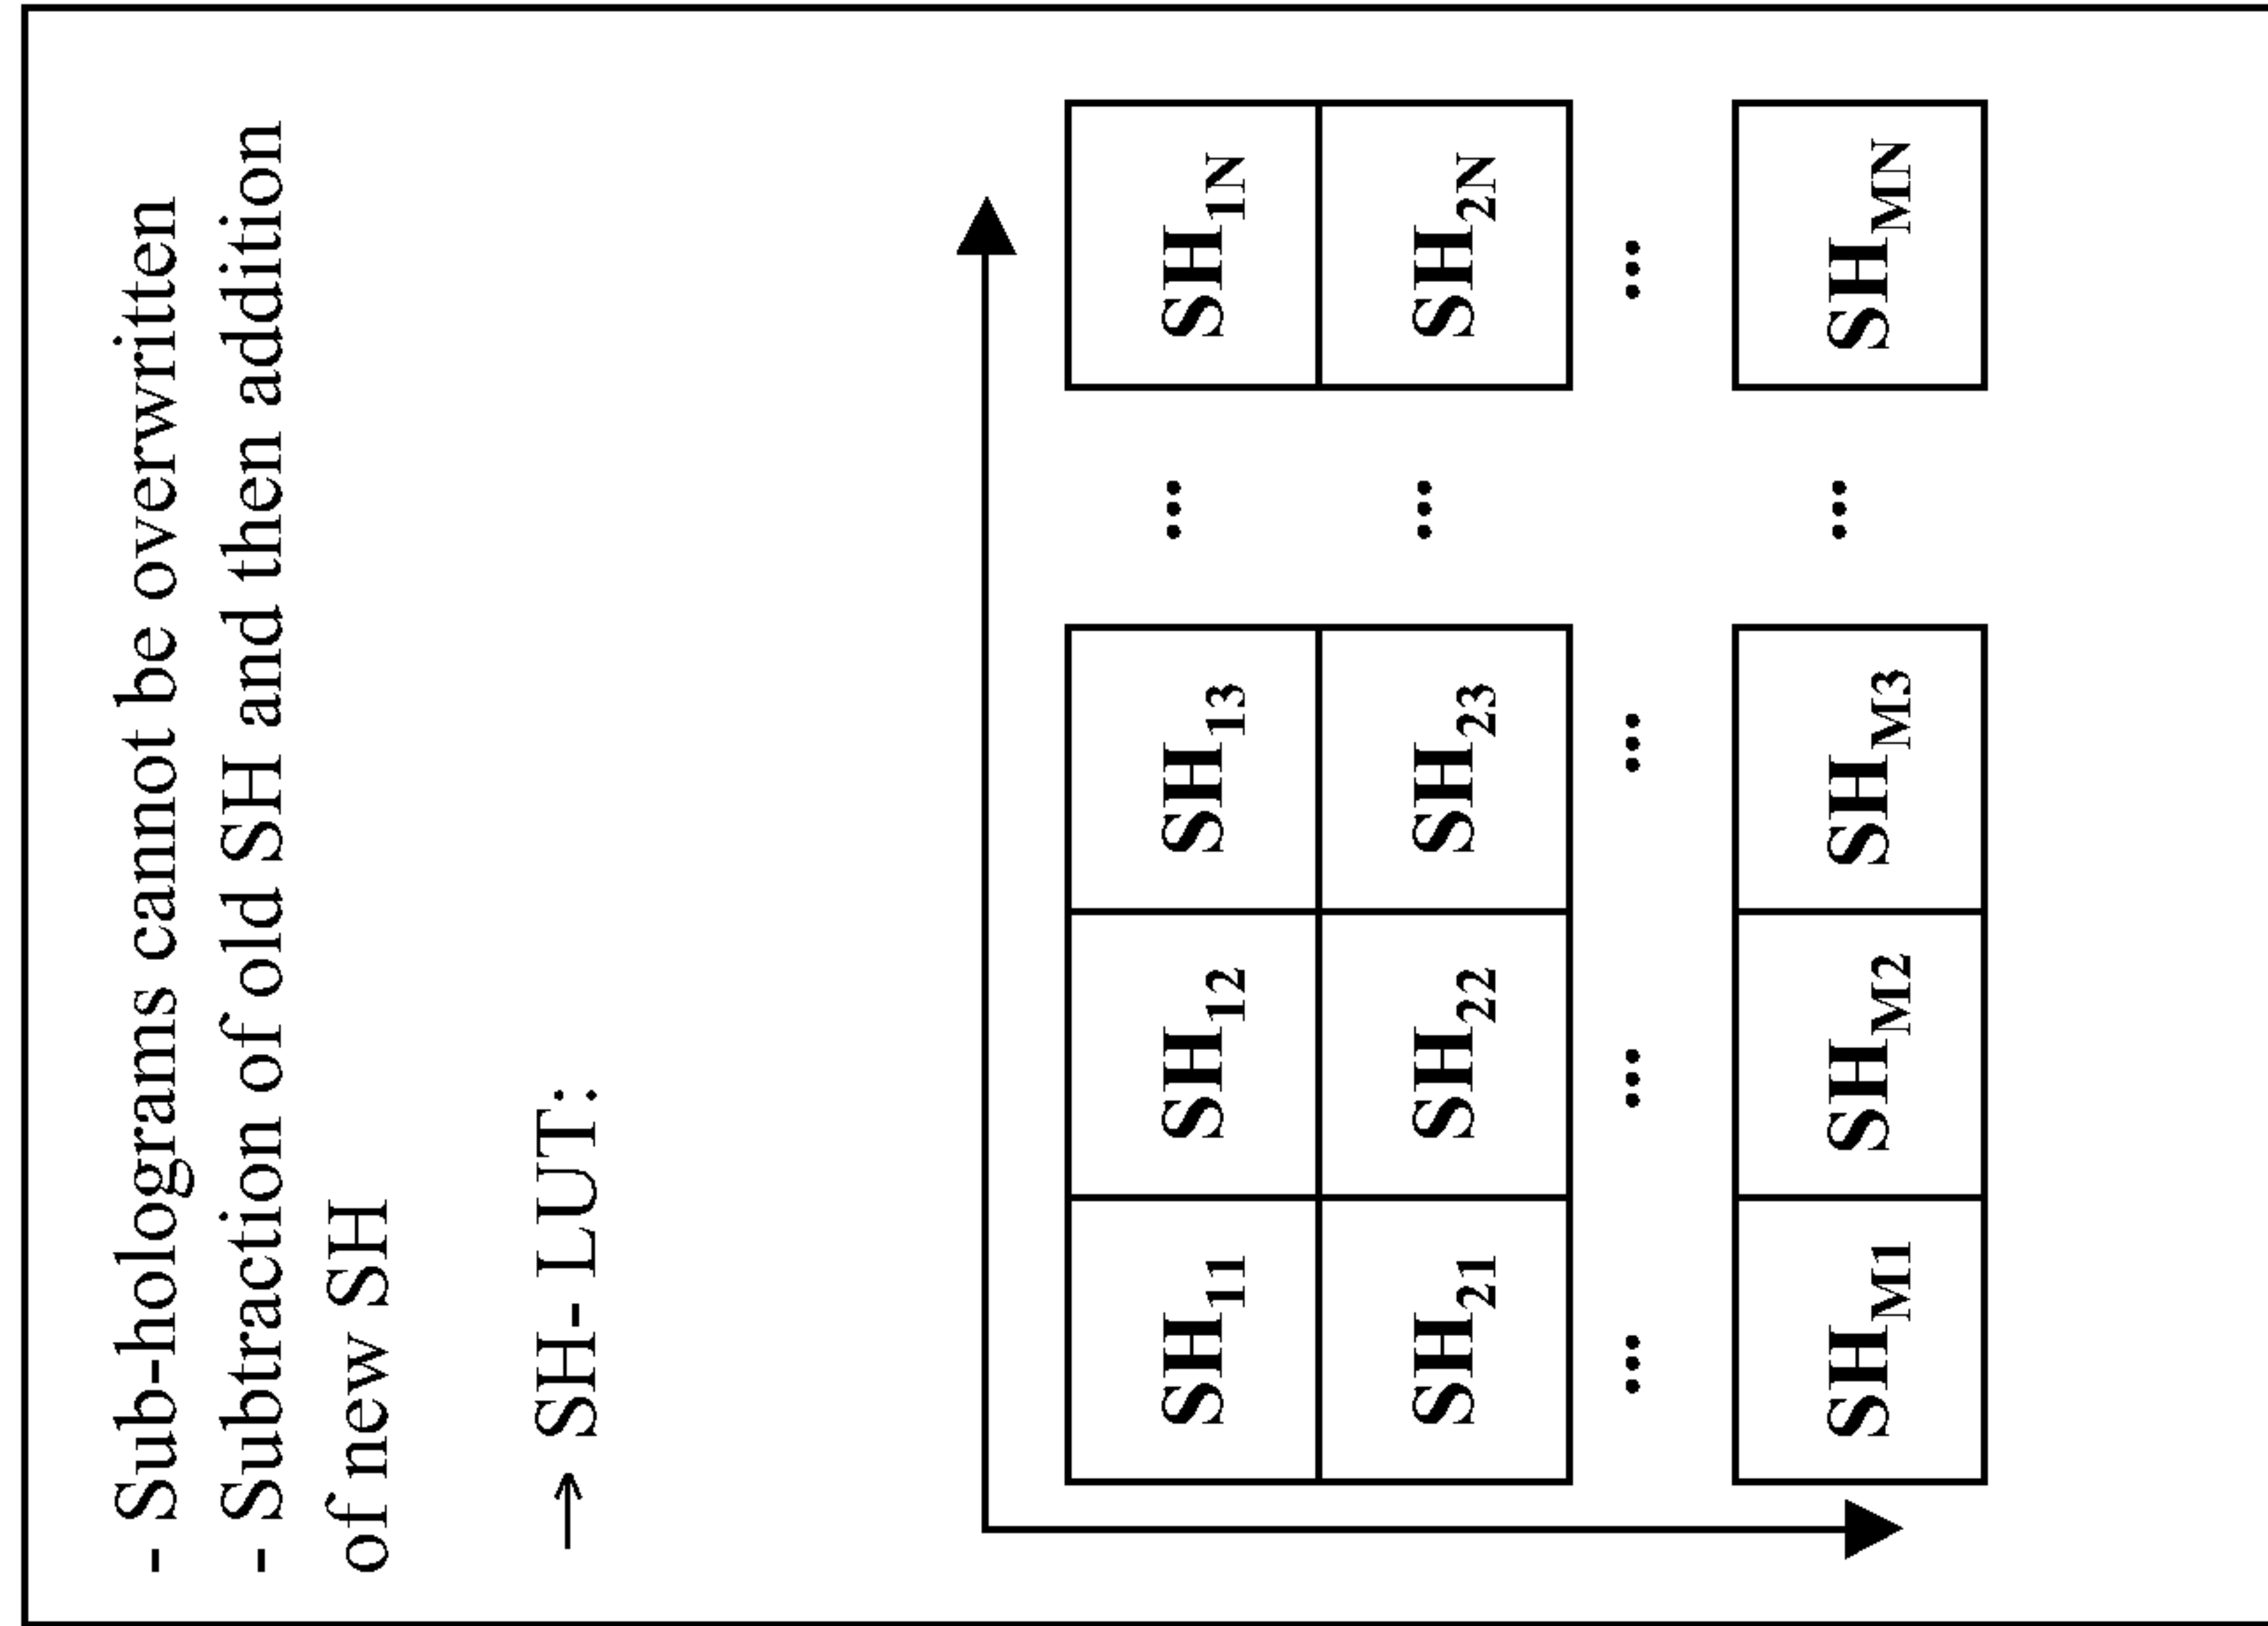 - Sub-holograms cannot be overwritten
- Subtraction of old SH and then addition
of new SH
→ SH- LUT:
SH11 SH12 SH13 ... SH1N
SH21 SH22 SH23 ... SH2N
... ... ... ...
SHM1 SHM2 SHM3 ... SHMN